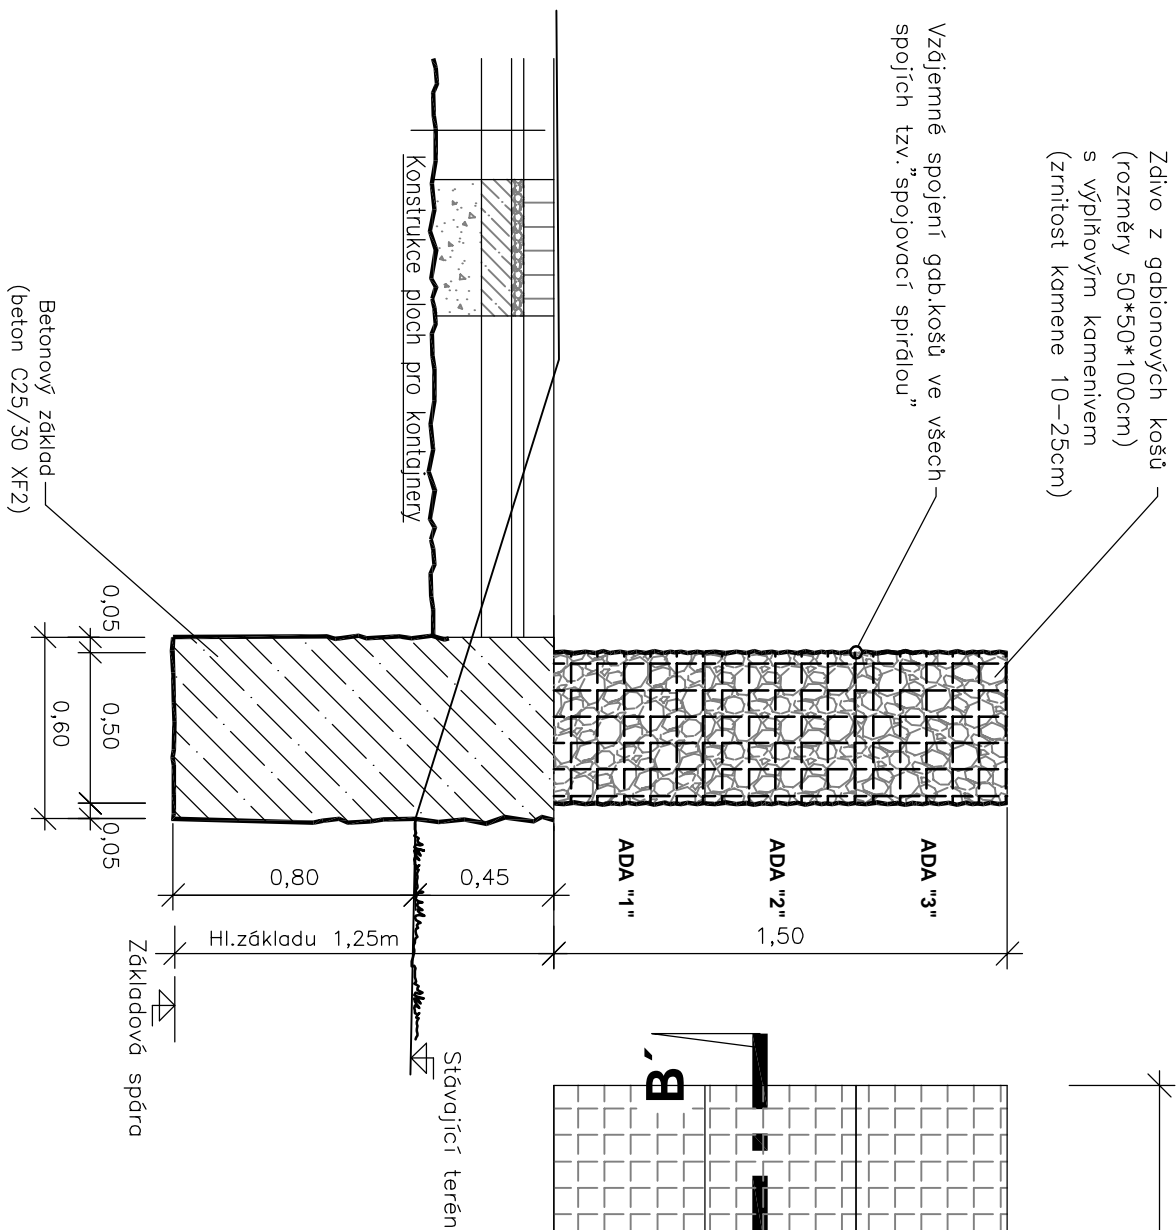 Zdivo z gabionových košů
(rozměry 50*50*100cm)
s výplňovým kamenivem
(zrnitost kamene 10-25cm)
Vzájemné spojení gab.košů ve všech
spojích tzv.„spojovací spirálou”
Konstrukce ploch pro kontajnery
Betonový základ
(beton C25/30 XF2)
ADA "3"
ADA "2"
ADA "1"
1,50
0,45
0,80
Hl.základu 1,25m
0,05
0,50
0,05
0,60
Stávající terén
Základová spára
B´